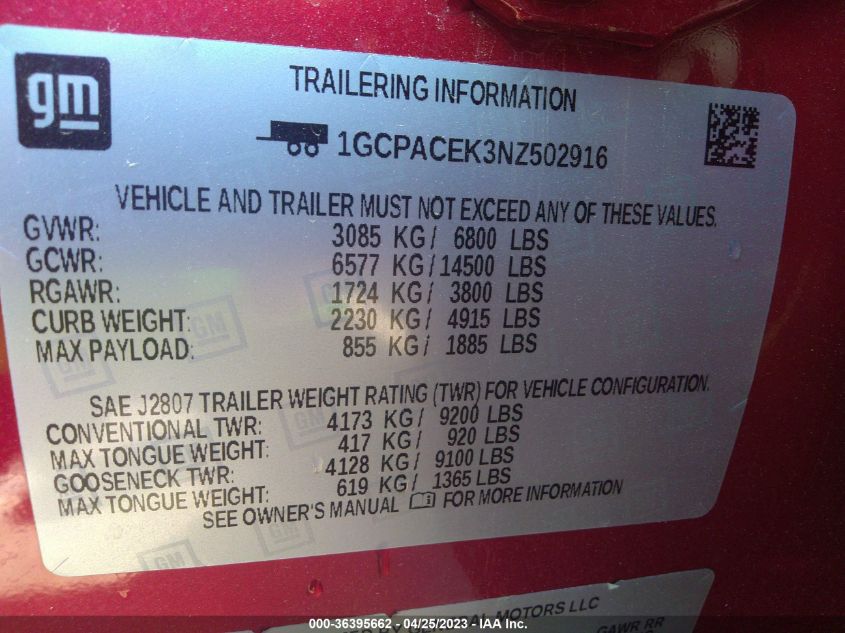 gm
TRAILERING INFORMATION
1GCPACEK3NZ502916
VEHICLE AND TRAILER MUST NOT EXCEED ANY OF THESE VALUES.
GVWR: 3085 KG/ 6800 LBS
GCWR: 6577 KG/14500 LBS
RGAWR: 1724 KG/ 3800 LBS
CURB WEIGHT: 2230 KG/ 4915 LBS
MAX PAYLOAD: 855 KG/ 1885 LBS
SAE J2807 TRAILER WEIGHT RATING (TWR) FOR VEHICLE CONFIGURATION.
CONVENTIONAL TWR: 4173 KG/ 9200 LBS
MAX TONGUE WEIGHT: 417 KG/ 920 LBS
GOOSENECK TWR: 4128 KG/ 9100 LBS
MAX TONGUE WEIGHT: 619 KG/ 1365 LBS
SEE OWNER'S MANUAL FOR MORE INFORMATION
BY GENERAL MOTORS LLC
GAWR RR
000-36395662 - 04/25/2023 - IAA Inc.